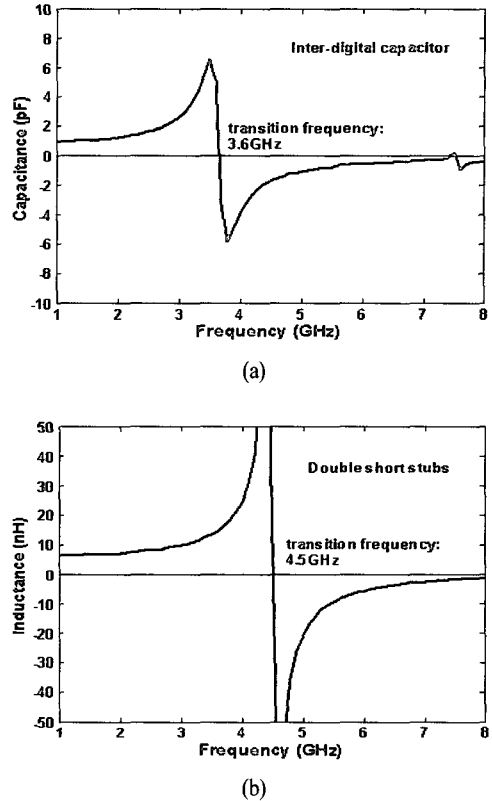 10
8
6
4
2
0
-2
-4
-6
-8
-10
Capacitance (pF)
Inter-digital capacitor
transition frequency:
3.6GHz
1 2 3 4 5 6 7 8
Frequency (GHz)
(a)
50
40
30
20
10
0
-10
-20
-30
-40
-50
Inductance (nH)
Double short stubs
transition frequency:
4.5GHz
1 2 3 4 5 6 7 8
Frequency (GHz)
(b)